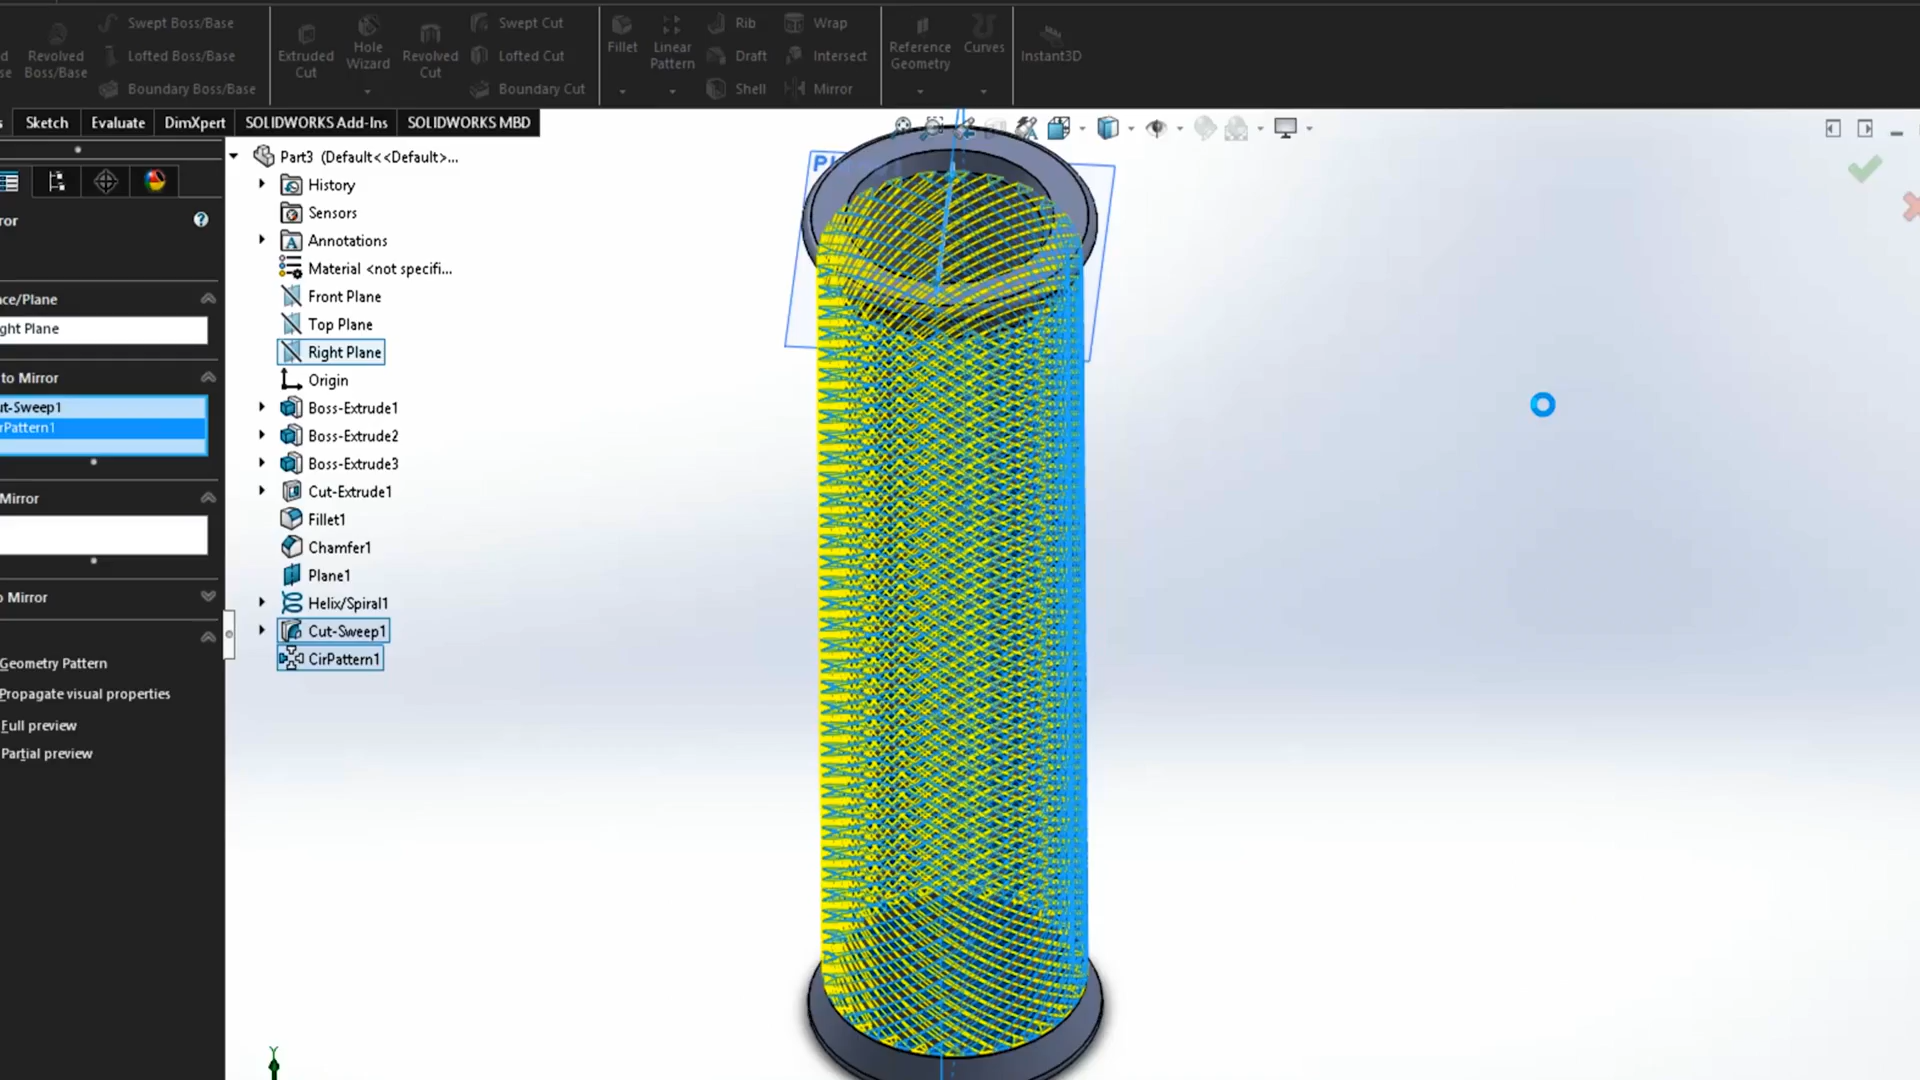 Swept Boss/Base
Revolved Boss/Base
Lofted Boss/Base
Boundary Boss/Base
Extruded Cut
Hole Wizard
Revolved Cut
Swept Cut
Lofted Cut
Boundary Cut
Fillet
Linear Pattern
Rib
Draft
Shell
Wrap
Intersect
Mirror
Reference Geometry
Curves
Instant3D
Sketch
Evaluate
DimXpert
SOLIDWORKS Add-Ins
SOLIDWORKS MBD
Part3 (Default<<Default>...
History
Sensors
Annotations
Material <not specifi...
Front Plane
Top Plane
Right Plane
Origin
Boss-Extrude1
Boss-Extrude2
Boss-Extrude3
Cut-Extrude1
Fillet1
Chamfer1
Plane1
Helix/Spiral1
Cut-Sweep1
CirPattern1
ror
ce/Plane
ght Plane
to Mirror
ut-Sweep1
rPattern1
Mirror
o Mirror
Geometry Pattern
Propagate visual properties
Full preview
Partial preview
Y